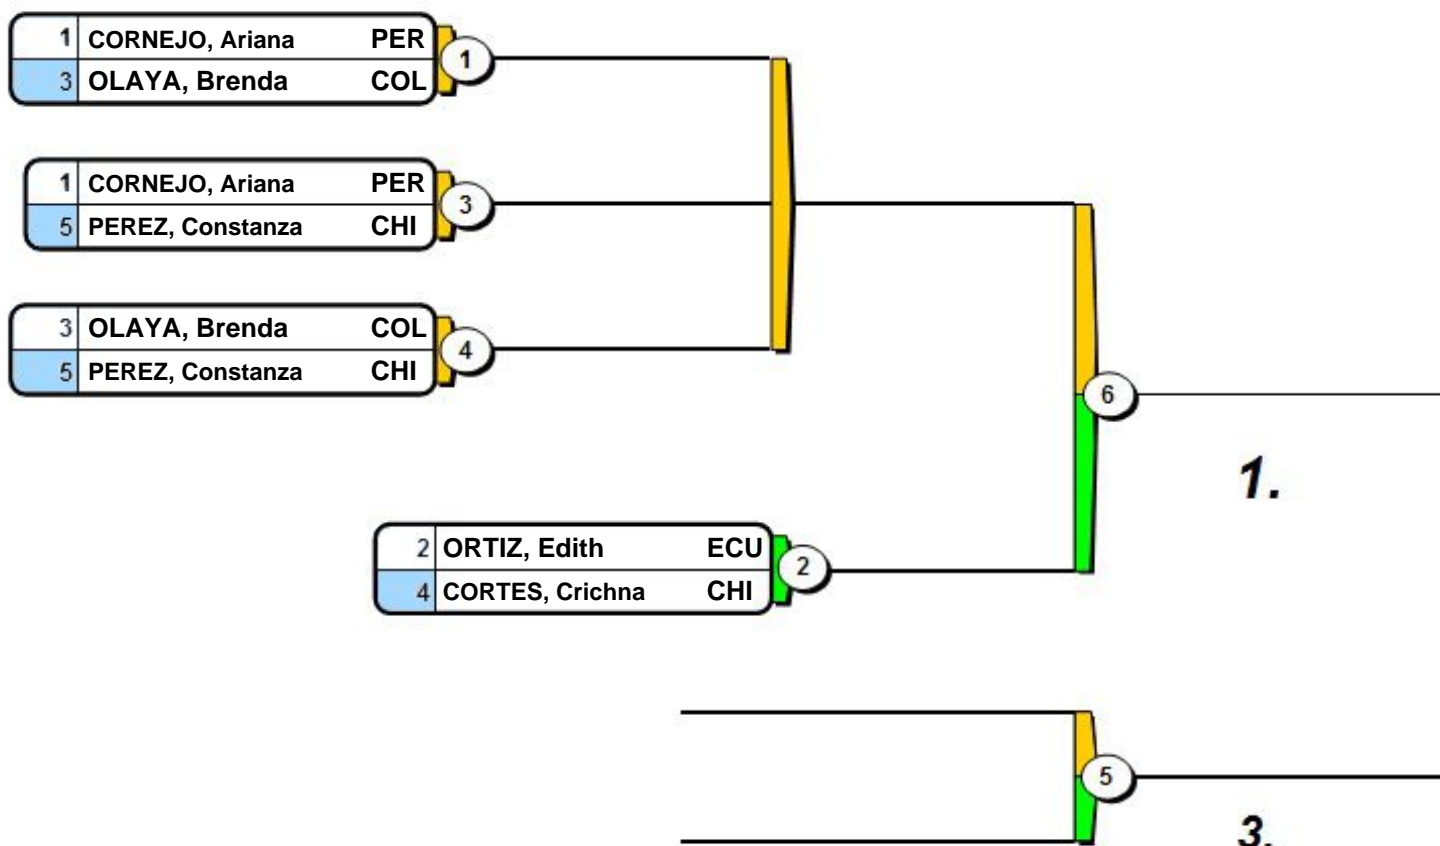 1 CORNEJO, Ariana PER
3 OLAYA, Brenda COL
1
1 CORNEJO, Ariana PER
5 PEREZ, Constanza CHI
3
3 OLAYA, Brenda COL
5 PEREZ, Constanza CHI
4
6
1.
2 ORTIZ, Edith ECU
4 CORTES, Crichna CHI
2
5
3.